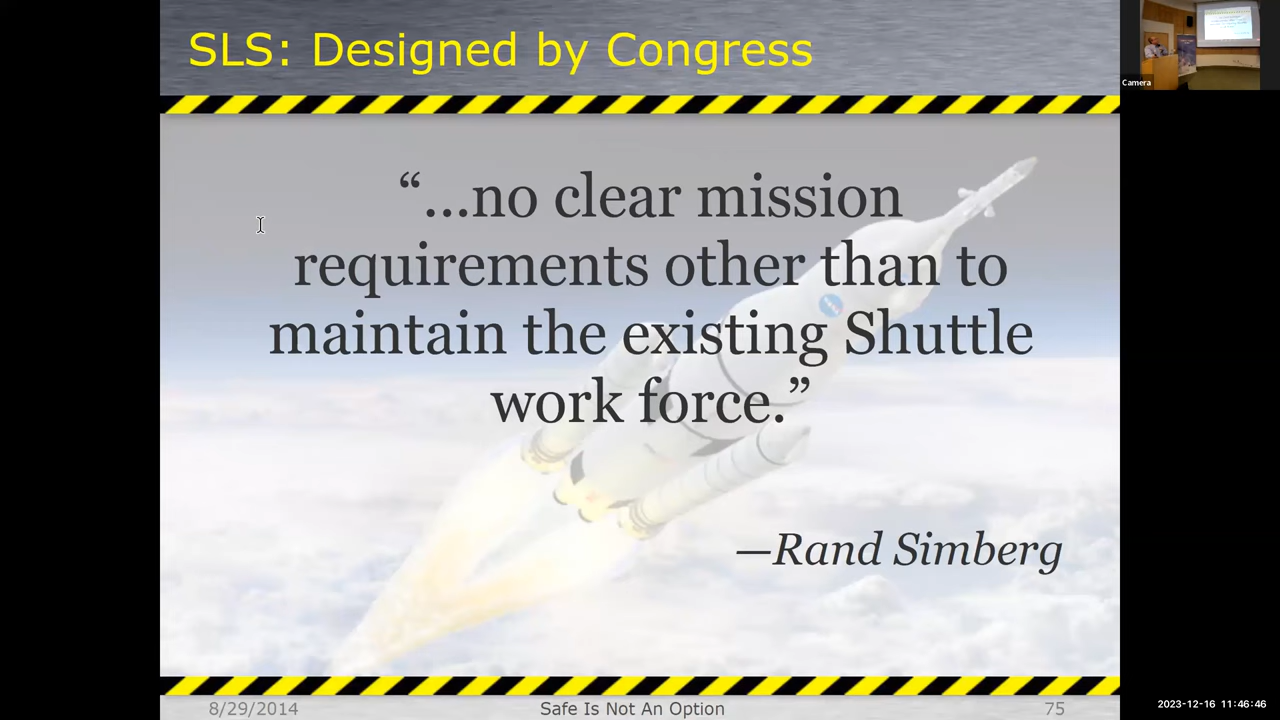 SLS: Designed by Congress
Camera
“...no clear mission
requirements other than to
maintain the existing Shuttle
work force.”
—Rand Simberg
8/29/2014
Safe Is Not An Option
75
2023-12-16 11:46:46